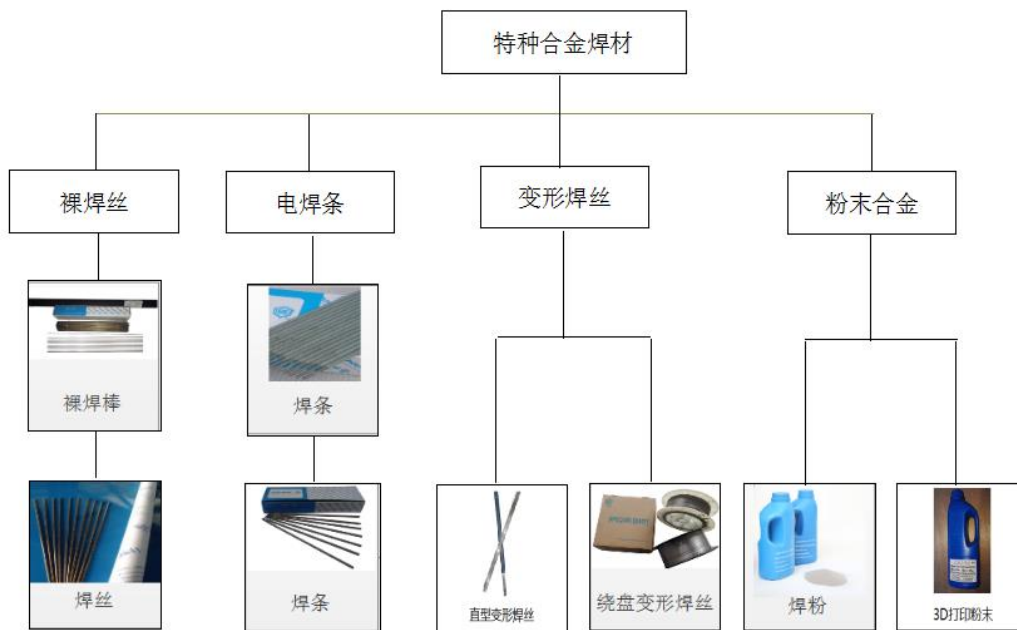 特种合金焊材
裸焊丝
电焊条
变形焊丝
粉末合金
裸焊棒
焊条
焊丝
焊条
直型变形焊丝
绕盘变形焊丝
焊粉
3D打印粉末